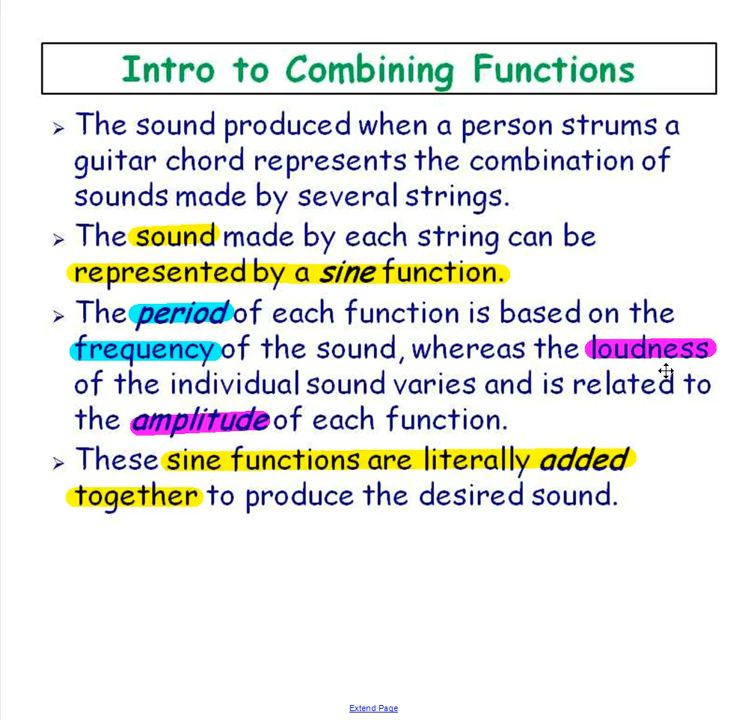 Intro to Combining Functions
➢ The sound produced when a person strums a
guitar chord represents the combination of
sounds made by several strings.
➢ The sound made by each string can be
represented by a sine function.
➢ The period of each function is based on the
frequency of the sound, whereas the loudness
of the individual sound varies and is related to
the amplitude of each function.
➢ These sine functions are literally added
together to produce the desired sound.
Extend Page